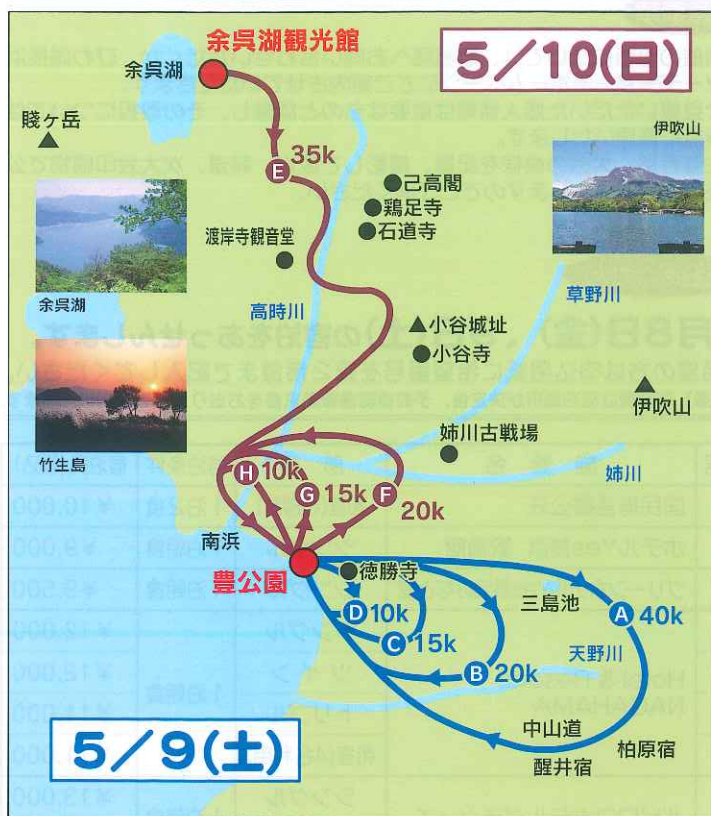 余呉湖観光館
5／10(日)
余呉湖
賤ヶ岳
伊吹山
35k
E
己高閣
鶏足寺
石道寺
渡岸寺観音堂
余呉湖
高時川
草野川
小谷城址
小谷寺
伊吹山
竹生島
姉川古戦場
姉川
H 10k
G 15k
F 20k
南浜
豊公園
徳勝寺
三島池
D 10k
A 40k
C 15k
天野川
B 20k
中山道
柏原宿
醒井宿
5／9(土)